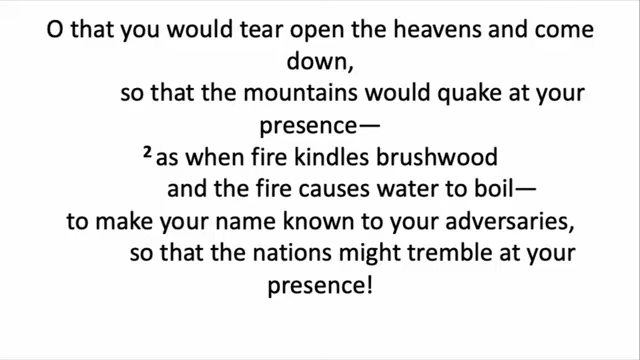 O that you would tear open the heavens and come
down,
so that the mountains would quake at your
presence—
² as when fire kindles brushwood
and the fire causes water to boil—
to make your name known to your adversaries,
so that the nations might tremble at your
presence!